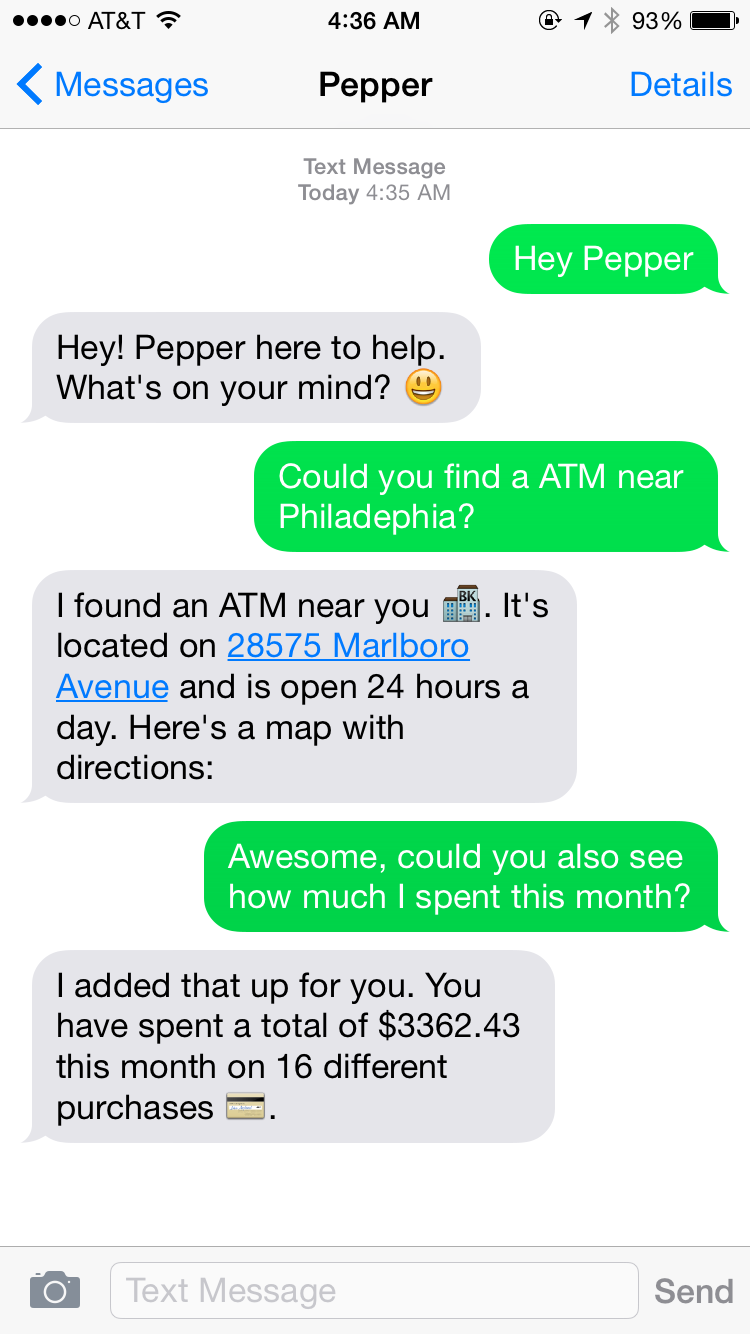 AT&T 4:36 AM 93%
Messages Pepper Details
Text Message
Today 4:35 AM
Hey Pepper
Hey! Pepper here to help.
What's on your mind? 😃
Could you find a ATM near
Philadephia?
I found an ATM near you 🏦. It's
located on 28575 Marlboro
Avenue and is open 24 hours a
day. Here's a map with
directions:
Awesome, could you also see
how much I spent this month?
I added that up for you. You
have spent a total of $3362.43
this month on 16 different
purchases 💳.
Text Message Send